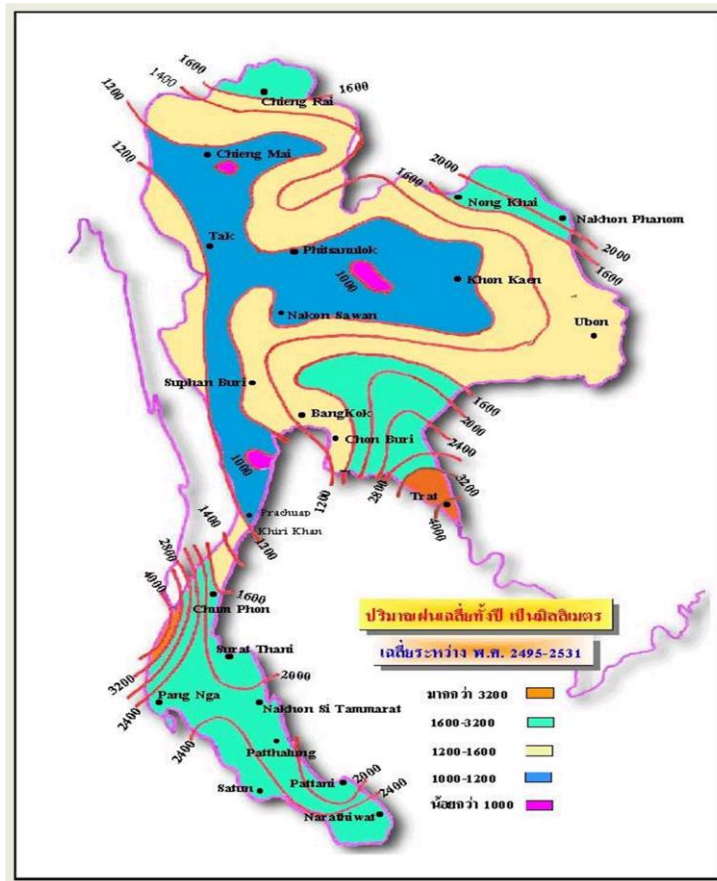 1600
1400
1600
1200
Chieng Rai
1200
Chieng Mai
2000
1600
Nong Khai
Nakhon Phanom
Tak
Phitsanulok
2000
1000
Khon Kaen
1600
Nakon Sawan
Ubon
Suphan Buri
1600
BangKok
2000
Chon Buri
2400
1000
1200
2800
3200
Trat
4000
Prachuap
Khiri Khan
1400
1200
2800
4000
1600
Chum Phon
ปริมาณฝนเฉลี่ยทั้งปี เป็นมิลลิเมตร
เฉลี่ยระหว่าง พ.ศ. 2495-2531
Surat Thani
2000
3200
2400
Pang Nga
Nakhon Si Tammarat
มากกว่า 3200
1600-3200
2400
Patthalung
1200-1600
Pattani
2000
1000-1200
Satun
2400
Narathiwat
น้อยกว่า 1000